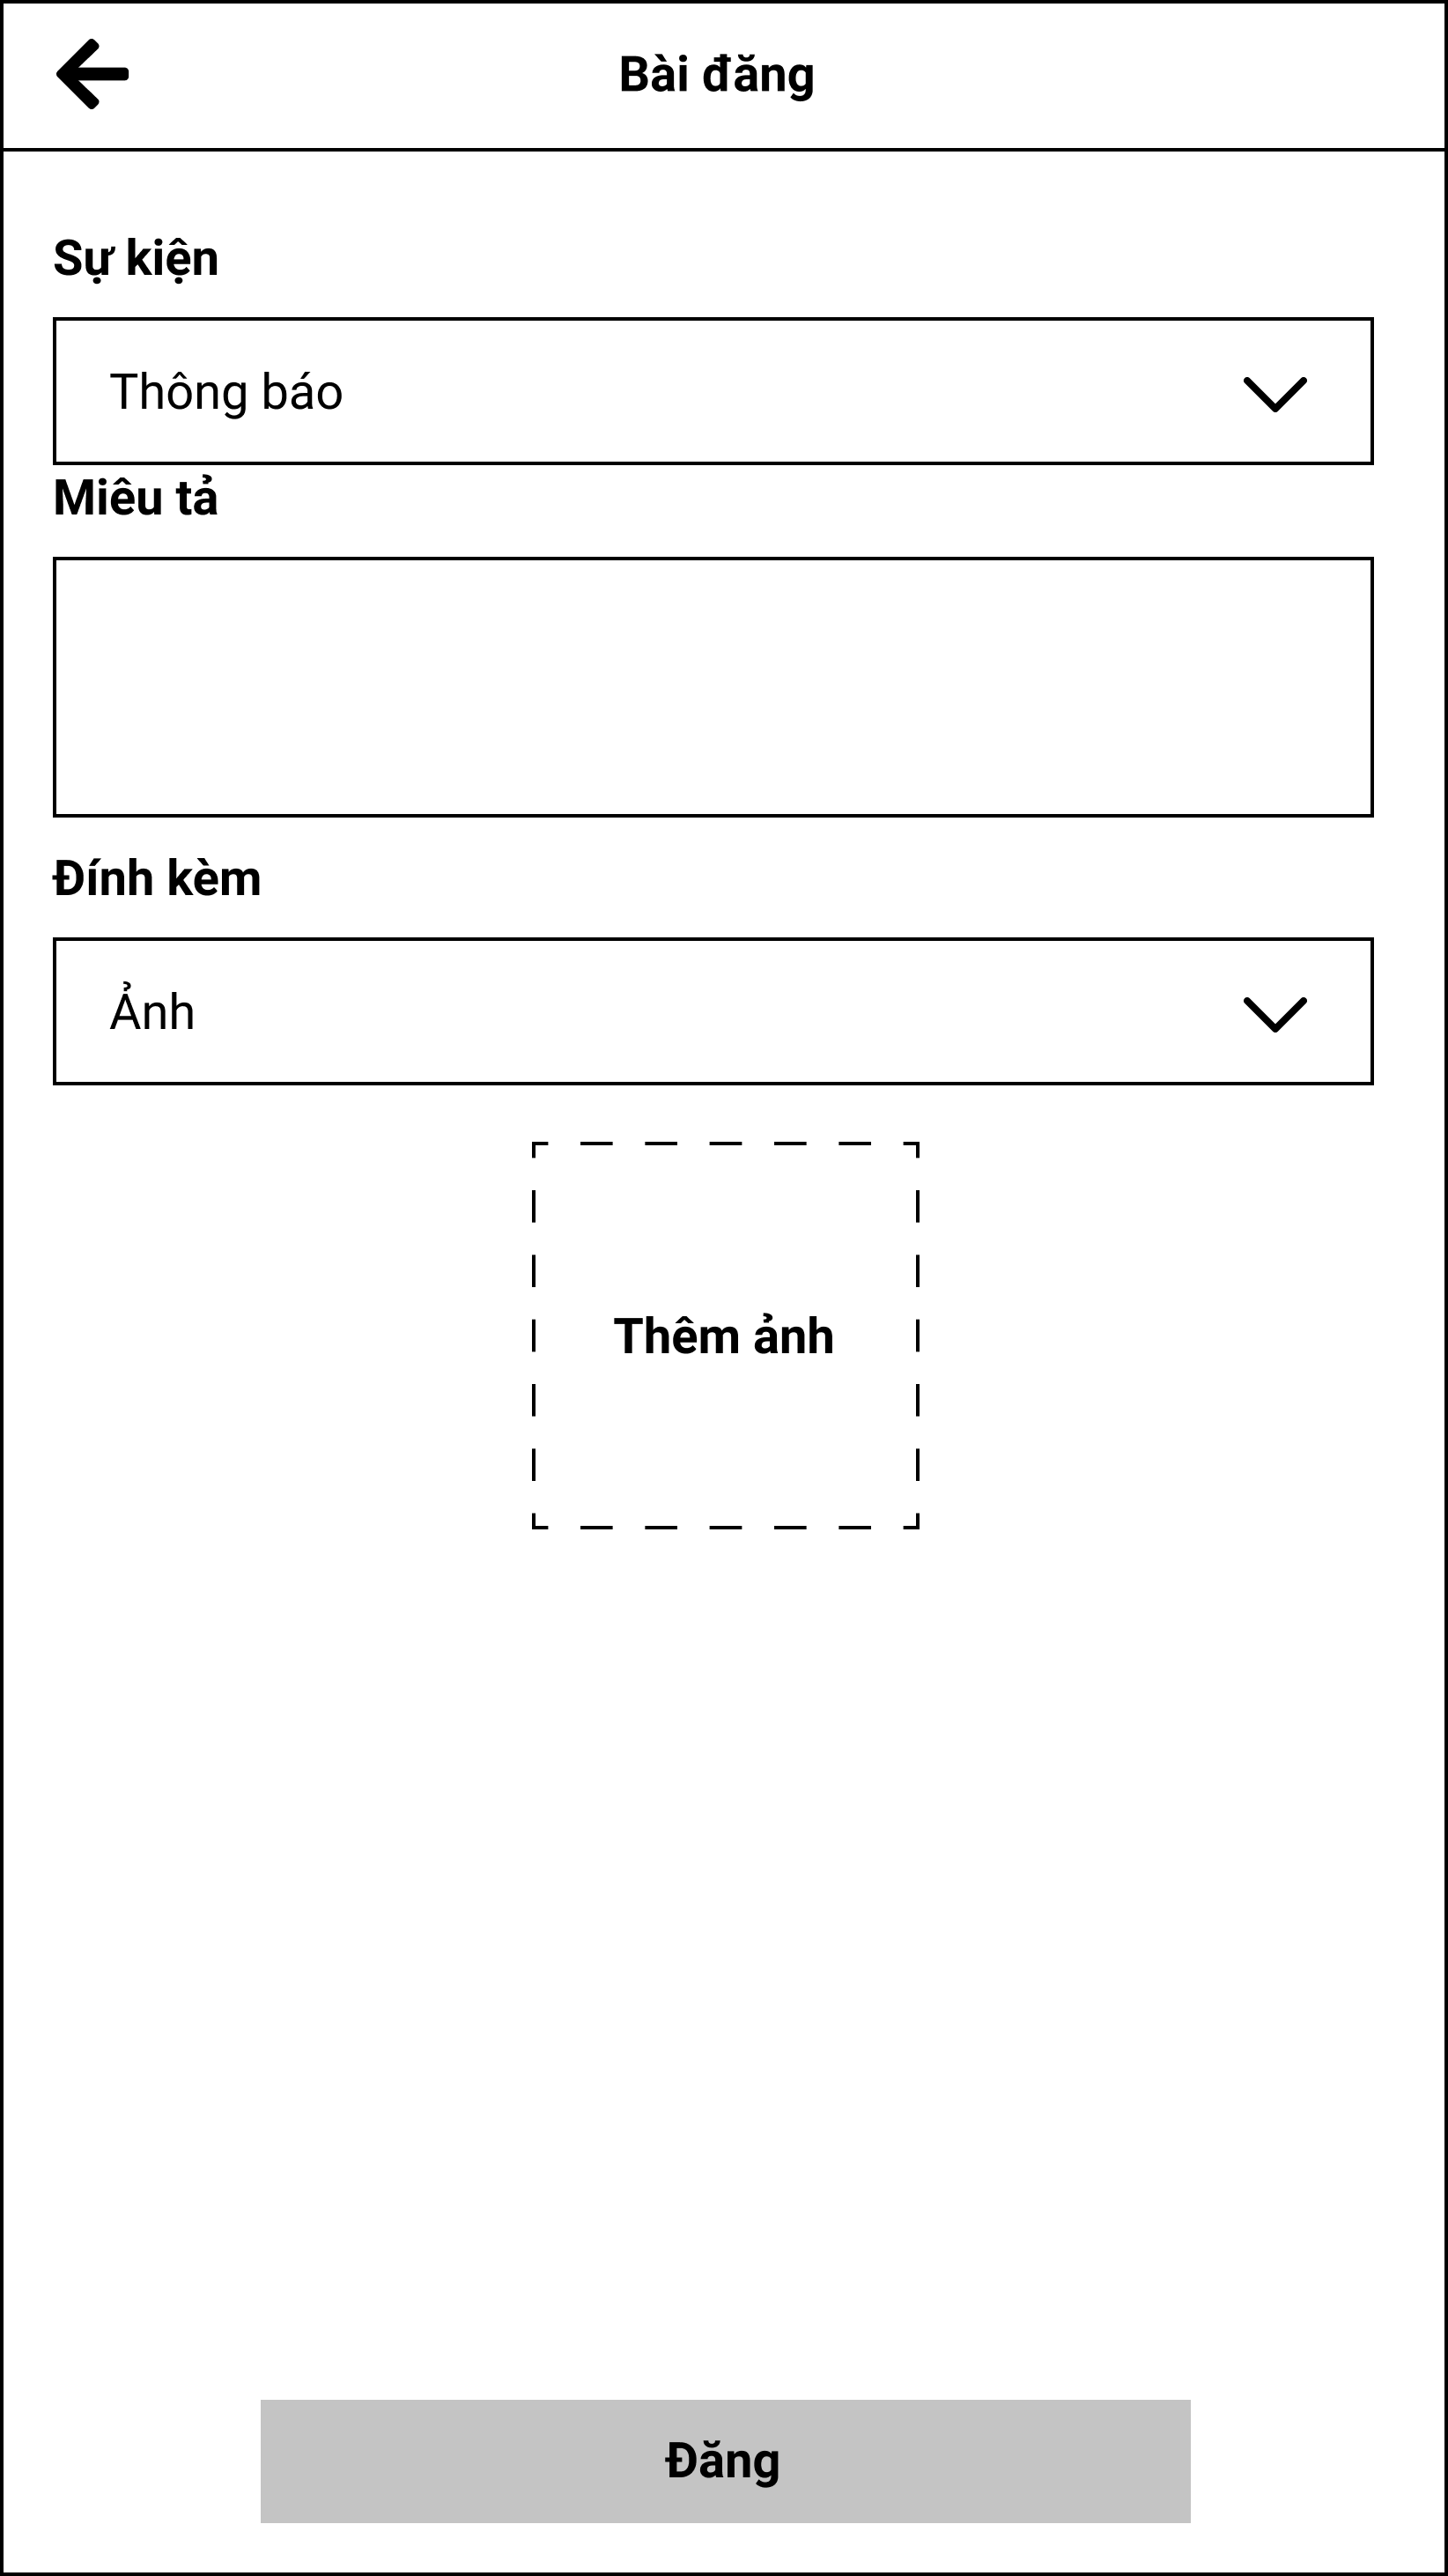 Bài đăng
Sự kiện
Thông báo
Miêu tả
Đính kèm
Ảnh
Thêm ảnh
Đăng